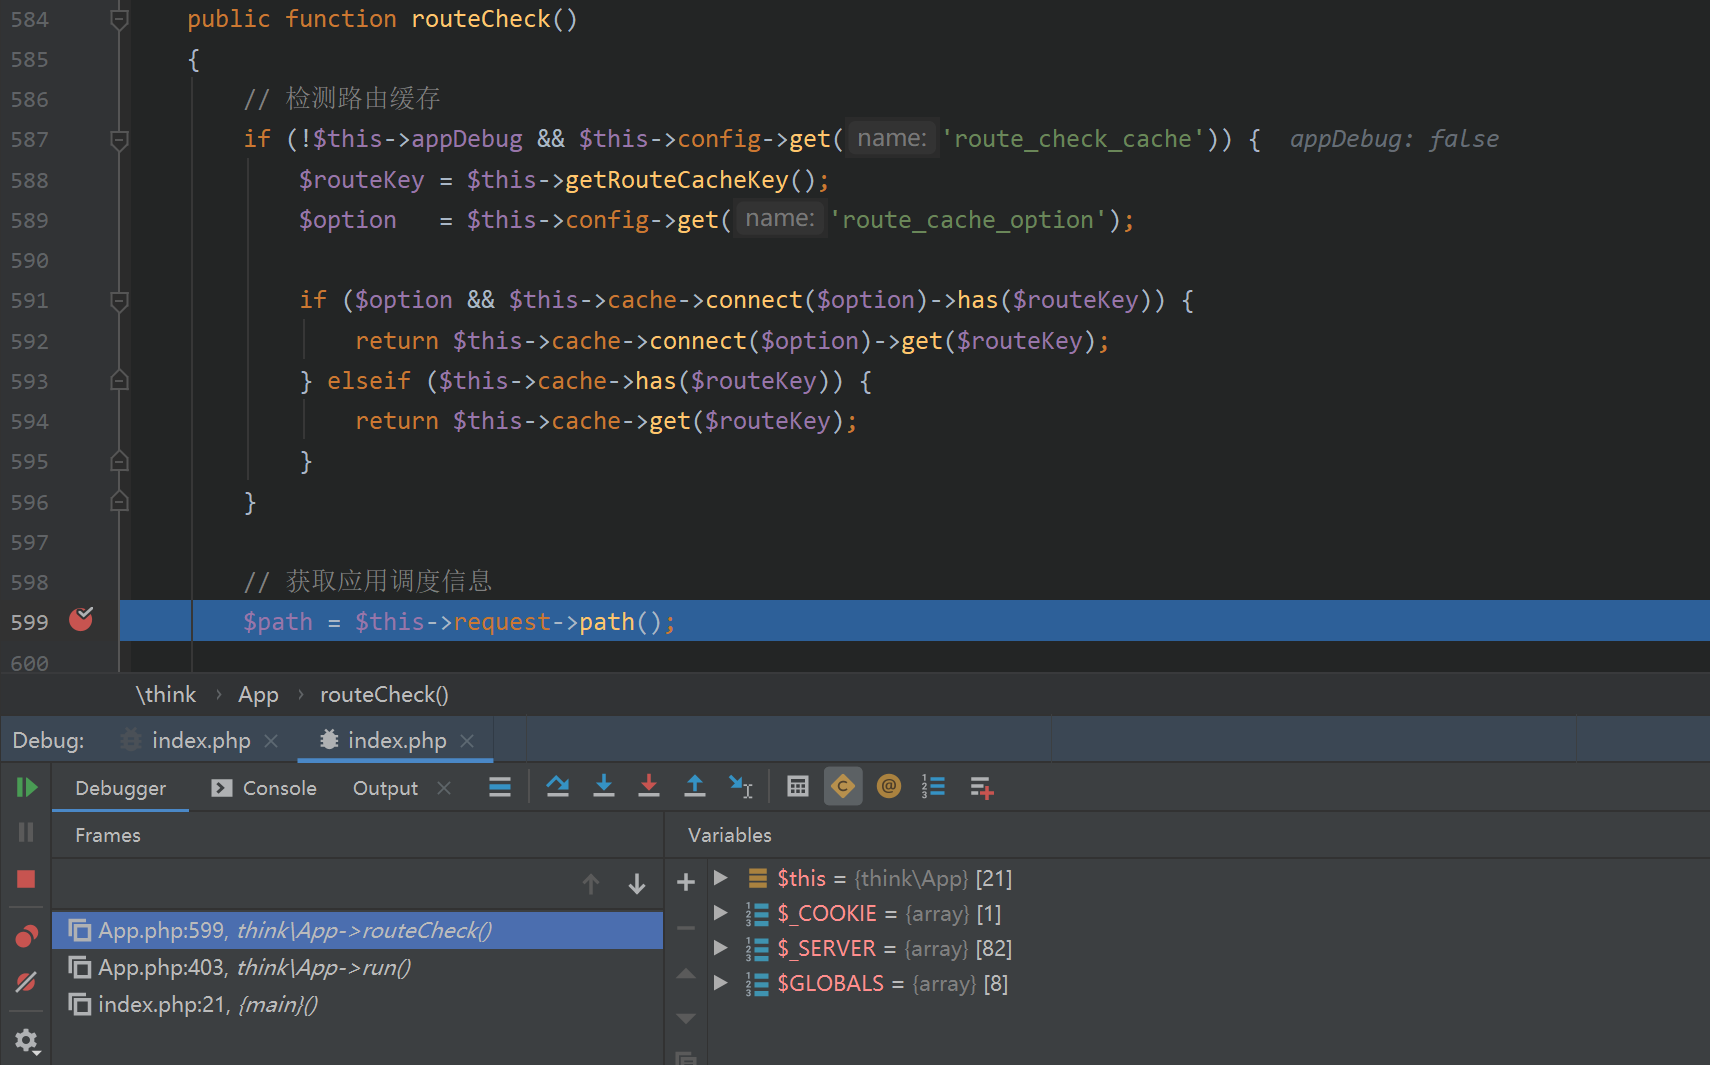 584 public function routeCheck()
585 {
586 // 检测路由缓存
587 if (!$this->appDebug && $this->config->get( name: 'route_check_cache')) { appDebug: false
588 $routeKey = $this->getRouteCacheKey();
589 $option   = $this->config->get( name: 'route_cache_option');
590
591 if ($option && $this->cache->connect($option)->has($routeKey)) {
592 return $this->cache->connect($option)->get($routeKey);
593 } elseif ($this->cache->has($routeKey)) {
594 return $this->cache->get($routeKey);
595 }
596 }
597
598 // 获取应用调度信息
599 $path = $this->request->path();
600
\think › App › routeCheck()
Debug: index.php × index.php ×
Debugger Console Output ×
Frames Variables
$this = {think\App} [21]
$_COOKIE = {array} [1]
$_SERVER = {array} [82]
$GLOBALS = {array} [8]
App.php:599, think\App->routeCheck()
App.php:403, think\App->run()
index.php:21, {main}()